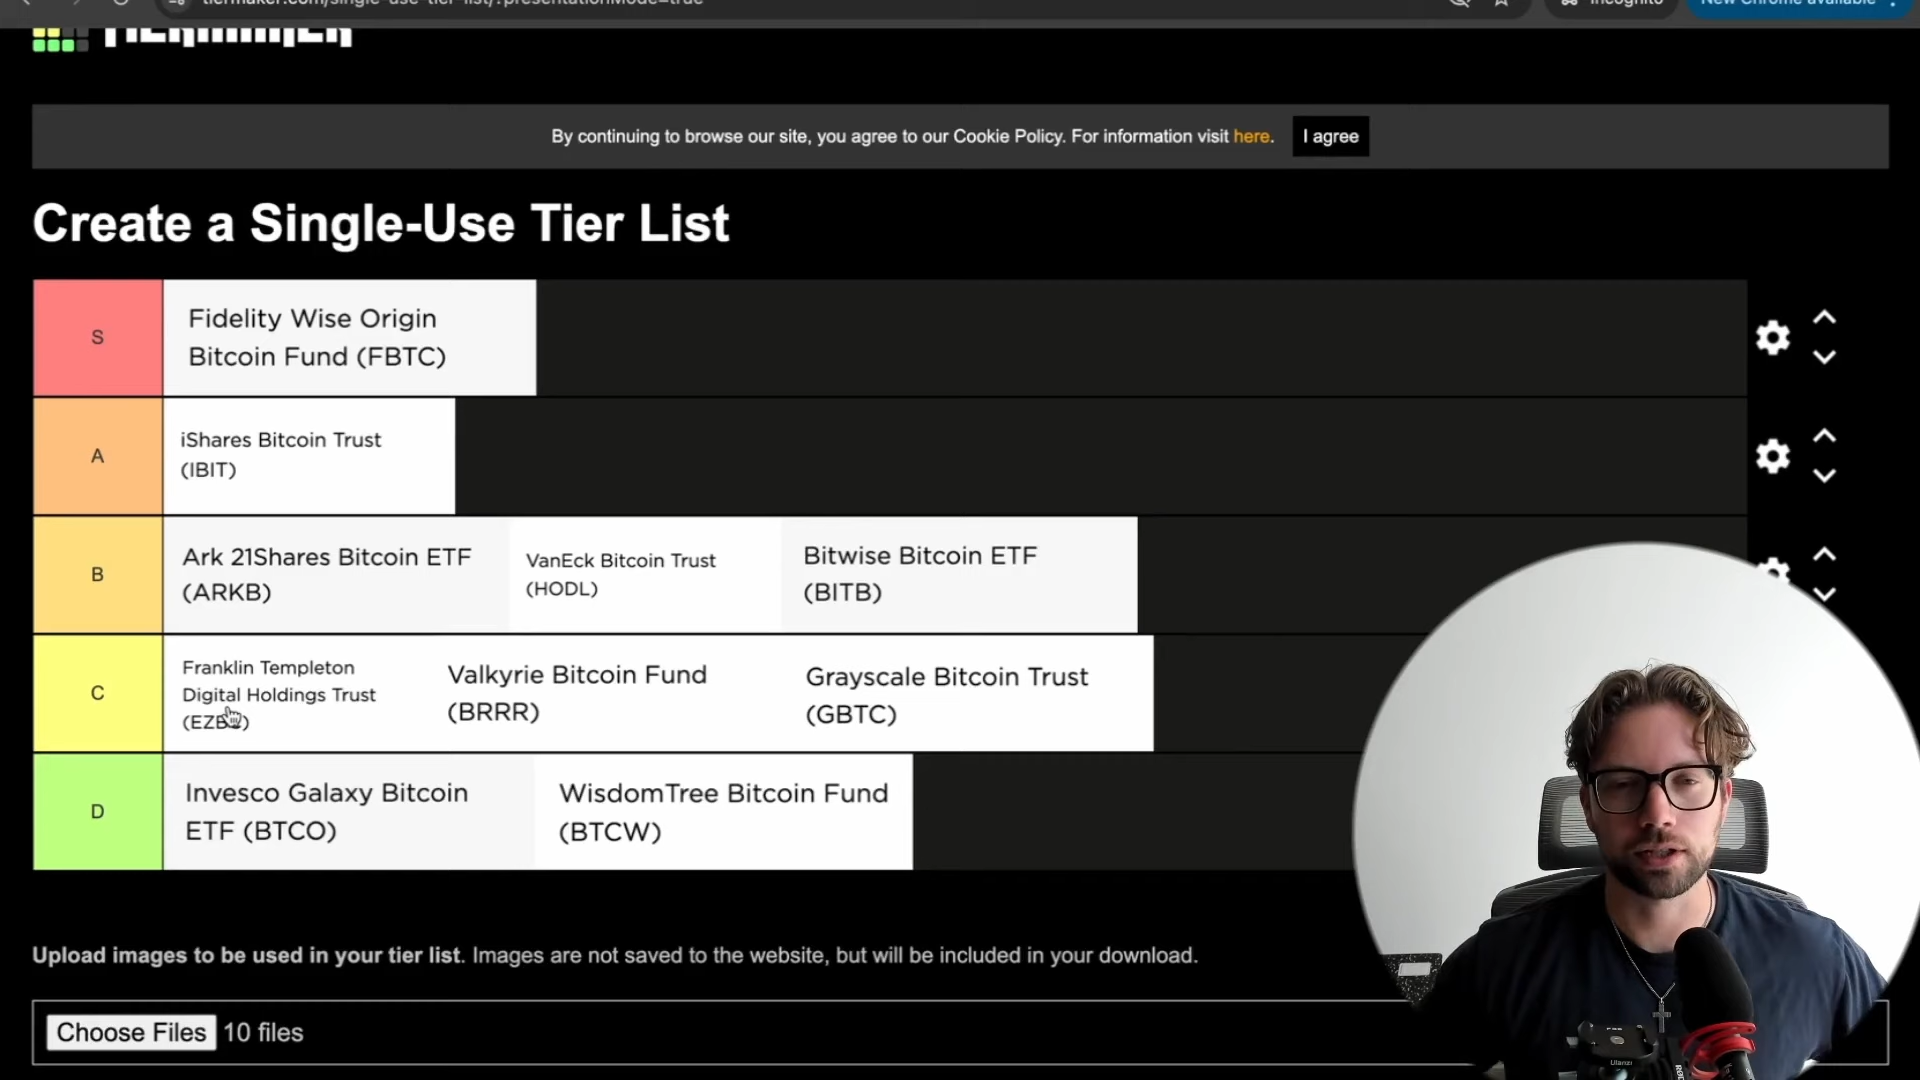 By continuing to browse our site, you agree to our Cookie Policy. For information visit here.
I agree
Create a Single-Use Tier List
S
Fidelity Wise Origin
Bitcoin Fund (FBTC)
A
iShares Bitcoin Trust
(IBIT)
B
Ark 21Shares Bitcoin ETF
(ARKB)
VanEck Bitcoin Trust
(HODL)
Bitwise Bitcoin ETF
(BITB)
C
Franklin Templeton
Digital Holdings Trust
Valkyrie Bitcoin Fund
(BRRR)
Grayscale Bitcoin Trust
(GBTC)
D
Invesco Galaxy Bitcoin
ETF (BTCO)
WisdomTree Bitcoin Fund
(BTCW)
Upload images to be used in your tier list. Images are not saved to the website, but will be included in your download.
Choose Files 10 files
Ulanzi